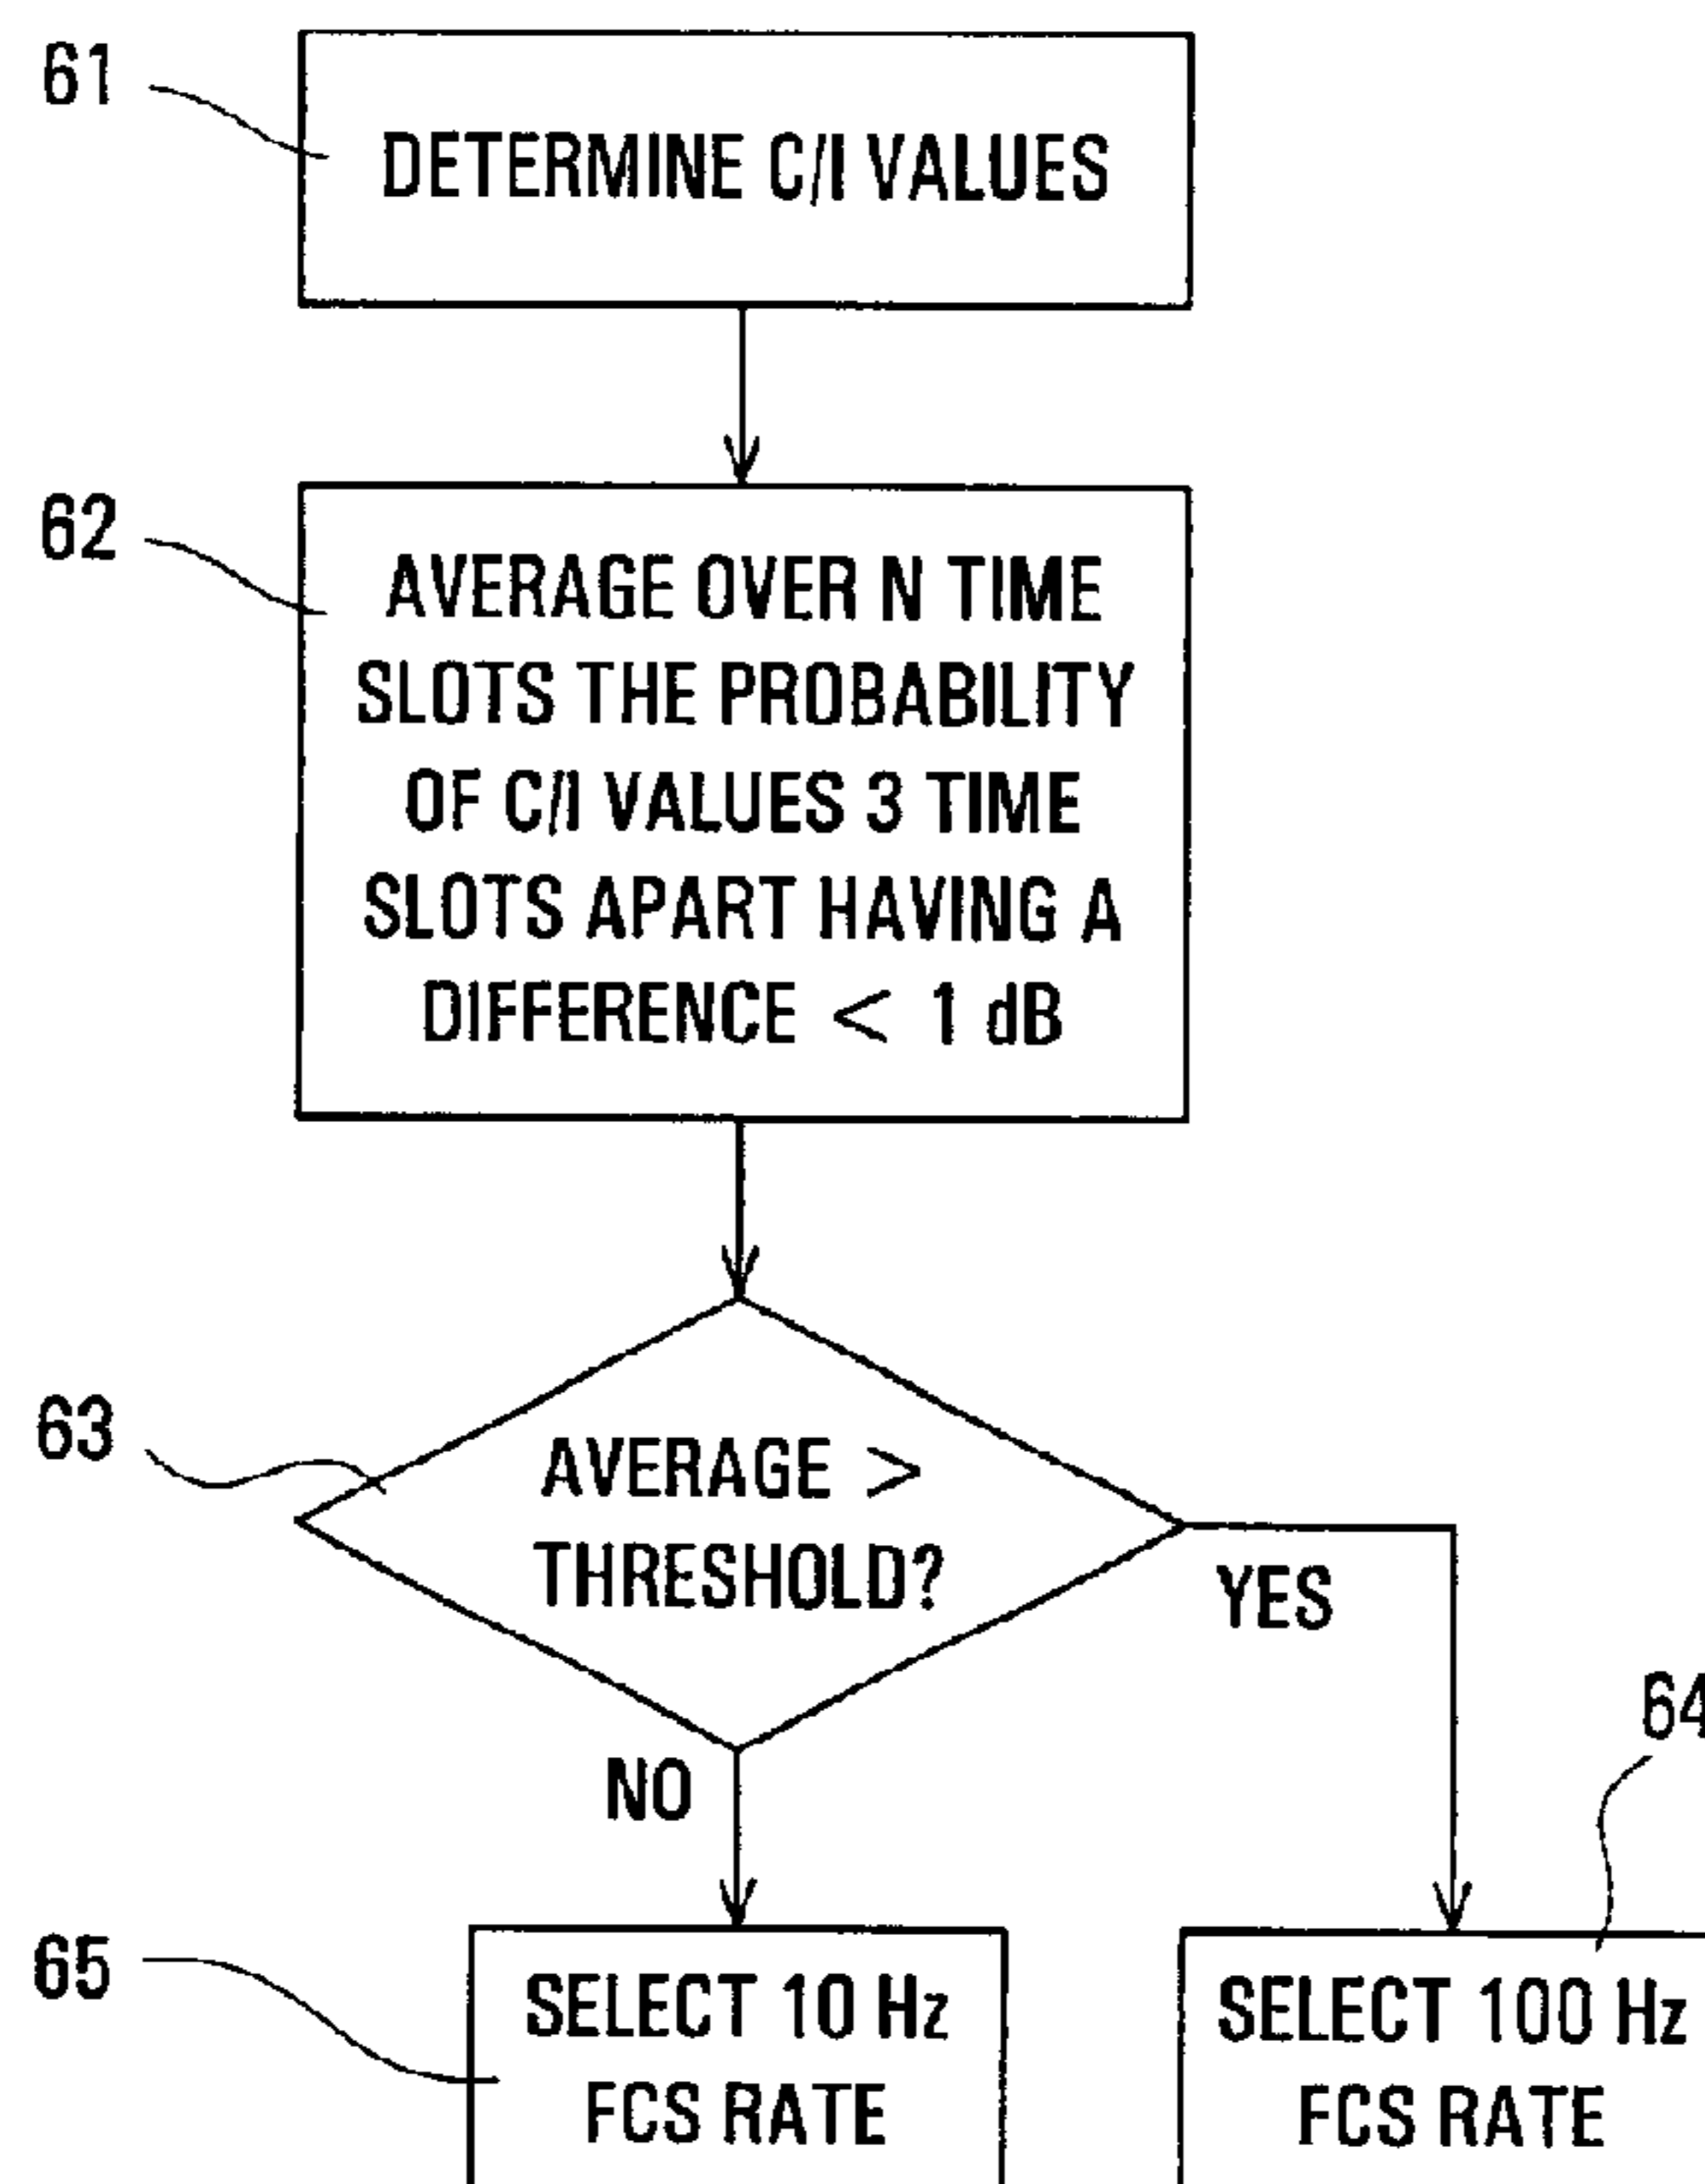 61
DETERMINE C/I VALUES
62
AVERAGE OVER N TIME
SLOTS THE PROBABILITY
OF C/I VALUES 3 TIME
SLOTS APART HAVING A
DIFFERENCE < 1 dB
63
AVERAGE >
THRESHOLD?
YES
64
NO
65
SELECT 10 Hz
FCS RATE
SELECT 100 Hz
FCS RATE